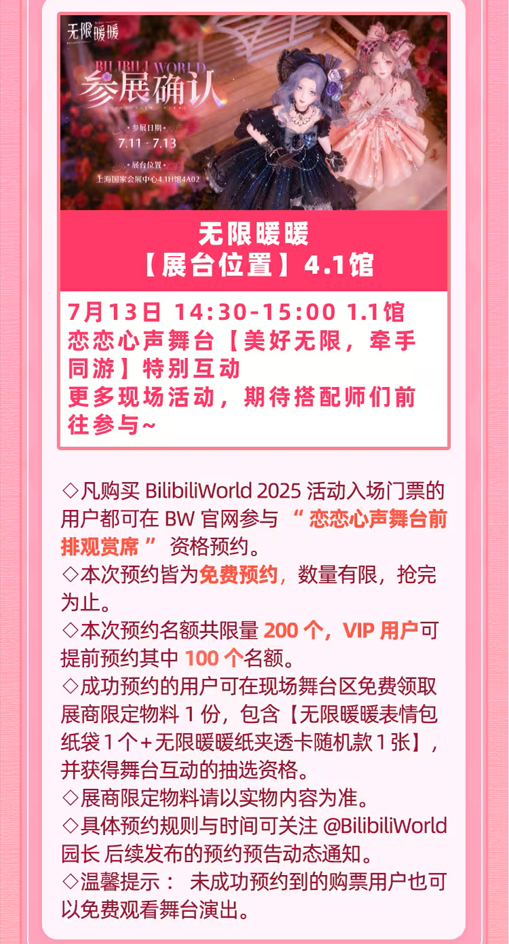 无限暖暖
BILIBILI WORLD
参展确认
·参展日期·
7.11 - 7.13
·展台位置·
上海国家会展中心4.1H馆4A02
无限暖暖
【展台位置】4.1馆
7月13日 14:30-15:00 1.1馆
恋恋心声舞台【美好无限，牵手
同游】特别互动
更多现场活动，期待搭配师们前
往参与~
◇凡购买 BilibiliWorld 2025 活动入场门票的
用户都可在 BW 官网参与 “ 恋恋心声舞台前
排观赏席 ” 资格预约。
◇本次预约皆为免费预约，数量有限，抢完
为止。
◇本次预约名额共限量 200 个，VIP 用户可
提前预约其中 100 个名额。
◇成功预约的用户可在现场舞台区免费领取
展商限定物料 1 份，包含【无限暖暖表情包
纸袋 1 个+无限暖暖纸夹透卡随机款 1 张】，
并获得舞台互动的抽选资格。
◇展商限定物料请以实物内容为准。
◇具体预约规则与时间可关注 @BilibiliWorld
园长 后续发布的预约预告动态通知。
◇温馨提示： 未成功预约到的购票用户也可
以免费观看舞台演出。